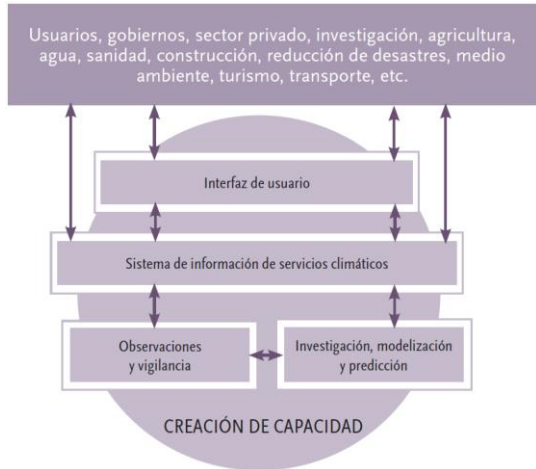 Usuarios, gobiernos, sector privado, investigación, agricultura,
agua, sanidad, construcción, reducción de desastres, medio
ambiente, turismo, transporte, etc.
Interfaz de usuario
Sistema de información de servicios climáticos
Observaciones
y vigilancia
Investigación, modelización
y predicción
CREACIÓN DE CAPACIDAD